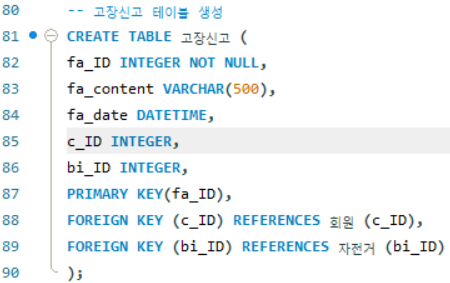 80 -- 고장신고 테이블 생성
81 CREATE TABLE 고장신고 (
82 fa_ID INTEGER NOT NULL,
83 fa_content VARCHAR(500),
84 fa_date DATETIME,
85 c_ID INTEGER,
86 bi_ID INTEGER,
87 PRIMARY KEY(fa_ID),
88 FOREIGN KEY (c_ID) REFERENCES 회원 (c_ID),
89 FOREIGN KEY (bi_ID) REFERENCES 자전거 (bi_ID)
90 );